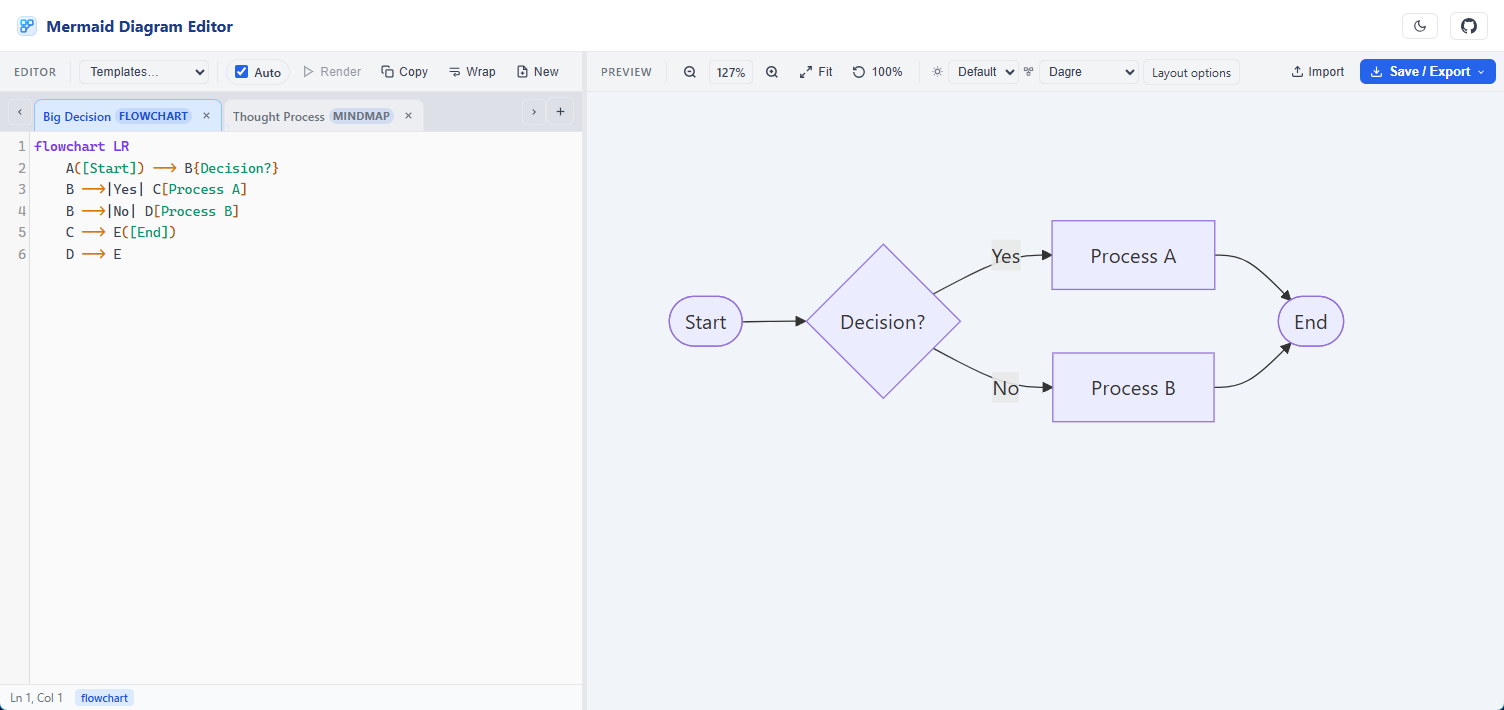 Mermaid Diagram Editor
EDITOR Templates... Auto Render Copy Wrap New
PREVIEW 127% Fit 100% Default Dagre Layout options Import Save / Export
Big Decision FLOWCHART × Thought Process MINDMAP ×
1 flowchart LR
2 A([Start]) --> B{Decision?}
3 B -->|Yes| C[Process A]
4 B -->|No| D[Process B]
5 C --> E([End])
6 D --> E
Start
Decision?
Yes
No
Process A
Process B
End
Ln 1, Col 1 flowchart